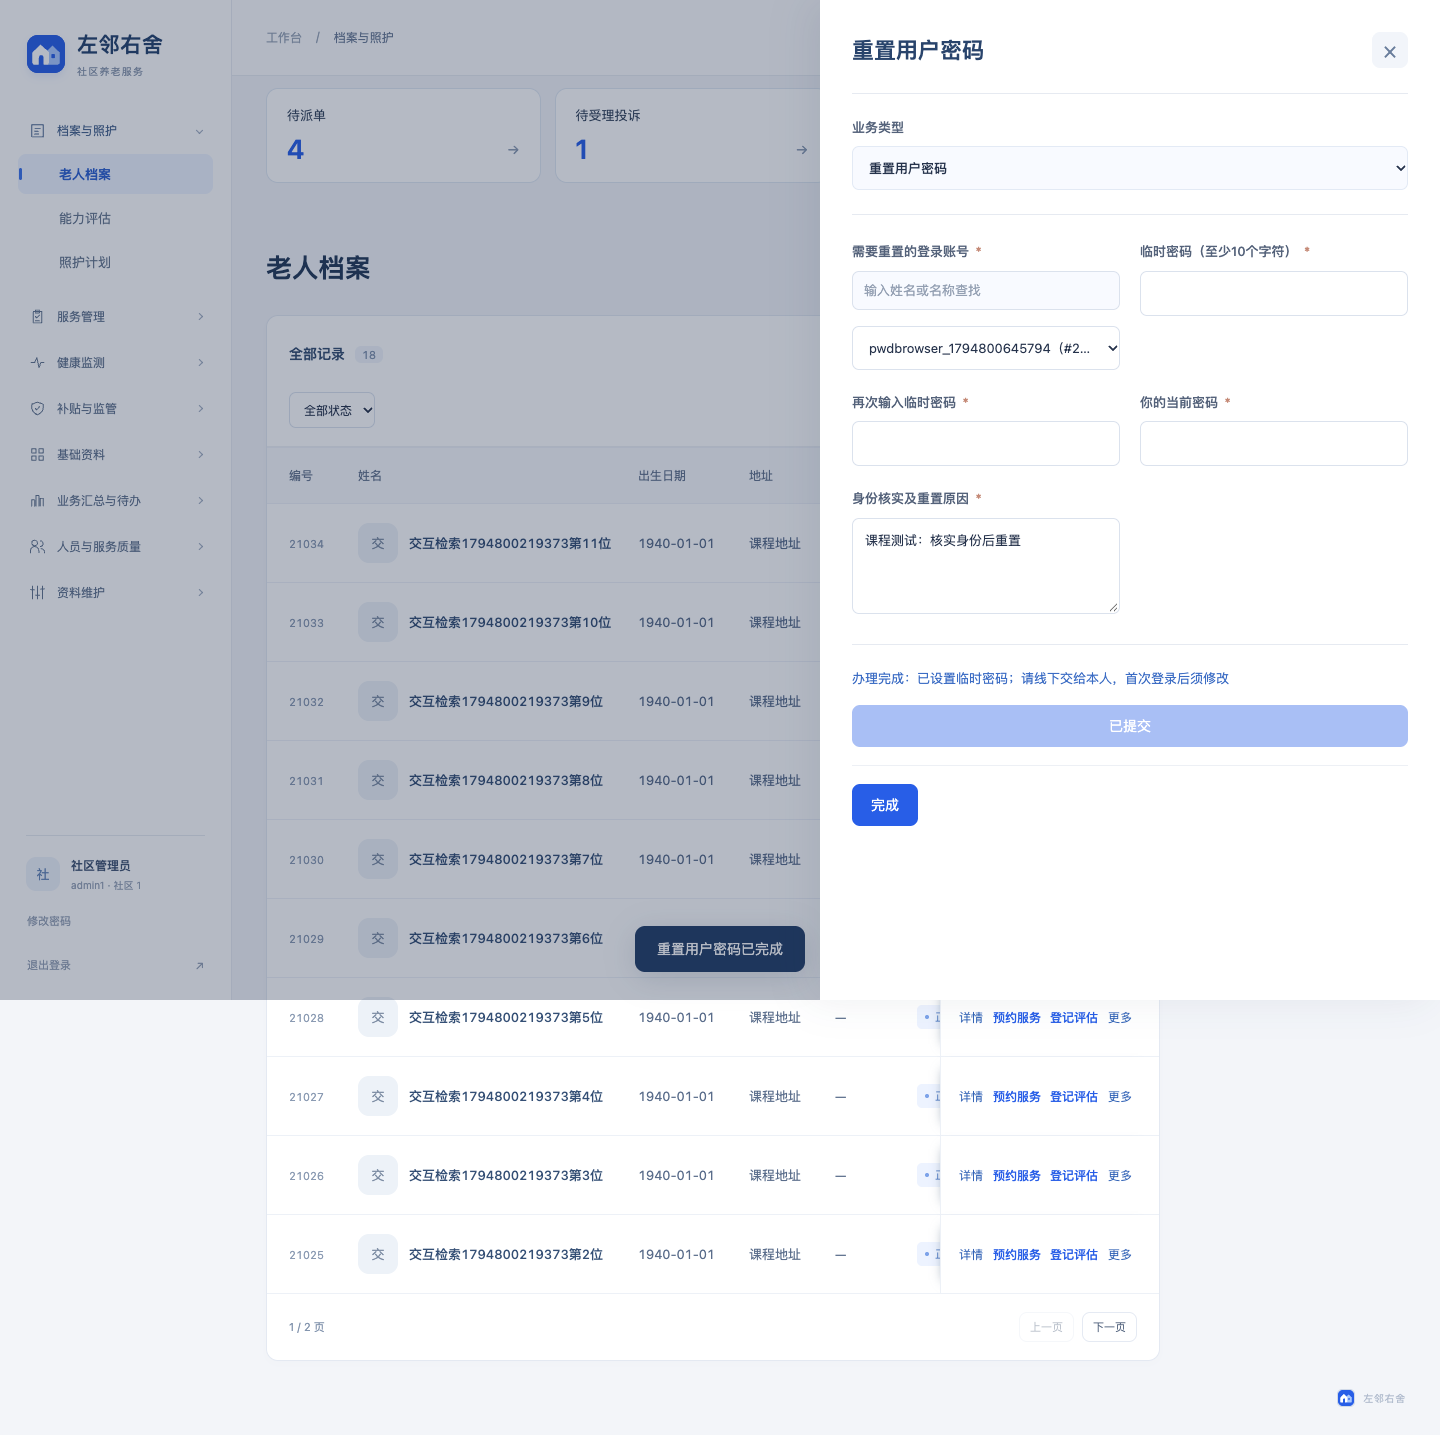 左邻右舍
社区养老服务
档案与照护
老人档案
能力评估
照护计划
服务管理
健康监测
补贴与监管
基础资料
业务汇总与待办
人员与服务质量
资料维护
社
社区管理员
admin1 · 社区 1
修改密码
退出登录
工作台 / 档案与照护
待派单
4
待受理投诉
1
老人档案
全部记录 18
全部状态
编号 姓名 出生日期 地址
21034 交 交互检索1794800219373第11位 1940-01-01 课程地址
21033 交 交互检索1794800219373第10位 1940-01-01 课程地址
21032 交 交互检索1794800219373第9位 1940-01-01 课程地址
21031 交 交互检索1794800219373第8位 1940-01-01 课程地址
21030 交 交互检索1794800219373第7位 1940-01-01 课程地址
21029 交 交互检索1794800219373第6位
21028 交 交互检索1794800219373第5位 1940-01-01 课程地址 — 详情 预约服务 登记评估 更多
21027 交 交互检索1794800219373第4位 1940-01-01 课程地址 — 详情 预约服务 登记评估 更多
21026 交 交互检索1794800219373第3位 1940-01-01 课程地址 — 详情 预约服务 登记评估 更多
21025 交 交互检索1794800219373第2位 1940-01-01 课程地址 — 详情 预约服务 登记评估 更多
1 / 2 页 上一页 下一页
重置用户密码已完成
重置用户密码
业务类型
重置用户密码
需要重置的登录账号 *
输入姓名或名称查找
pwdbrowser_1794800645794（#2...
临时密码（至少10个字符） *
再次输入临时密码 *
你的当前密码 *
身份核实及重置原因 *
课程测试：核实身份后重置
办理完成：已设置临时密码；请线下交给本人，首次登录后须修改
已提交
完成
左邻右舍